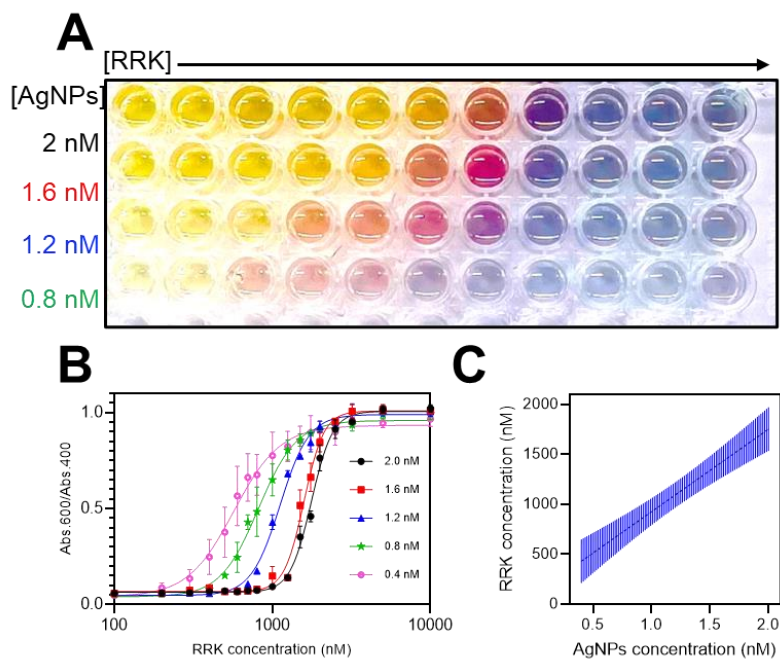 A
[RRK]
[AgNPs]
2 nM
1.6 nM
1.2 nM
0.8 nM
B
1.0
0.5
0.0
Abs.600/Abs.400
2.0 nM
1.6 nM
1.2 nM
0.8 nM
0.4 nM
100
1000
10000
RRK concentration (nM)
C
2000
1500
1000
500
0
RRK concentration (nM)
0.5
1.0
1.5
2.0
AgNPs concentration (nM)